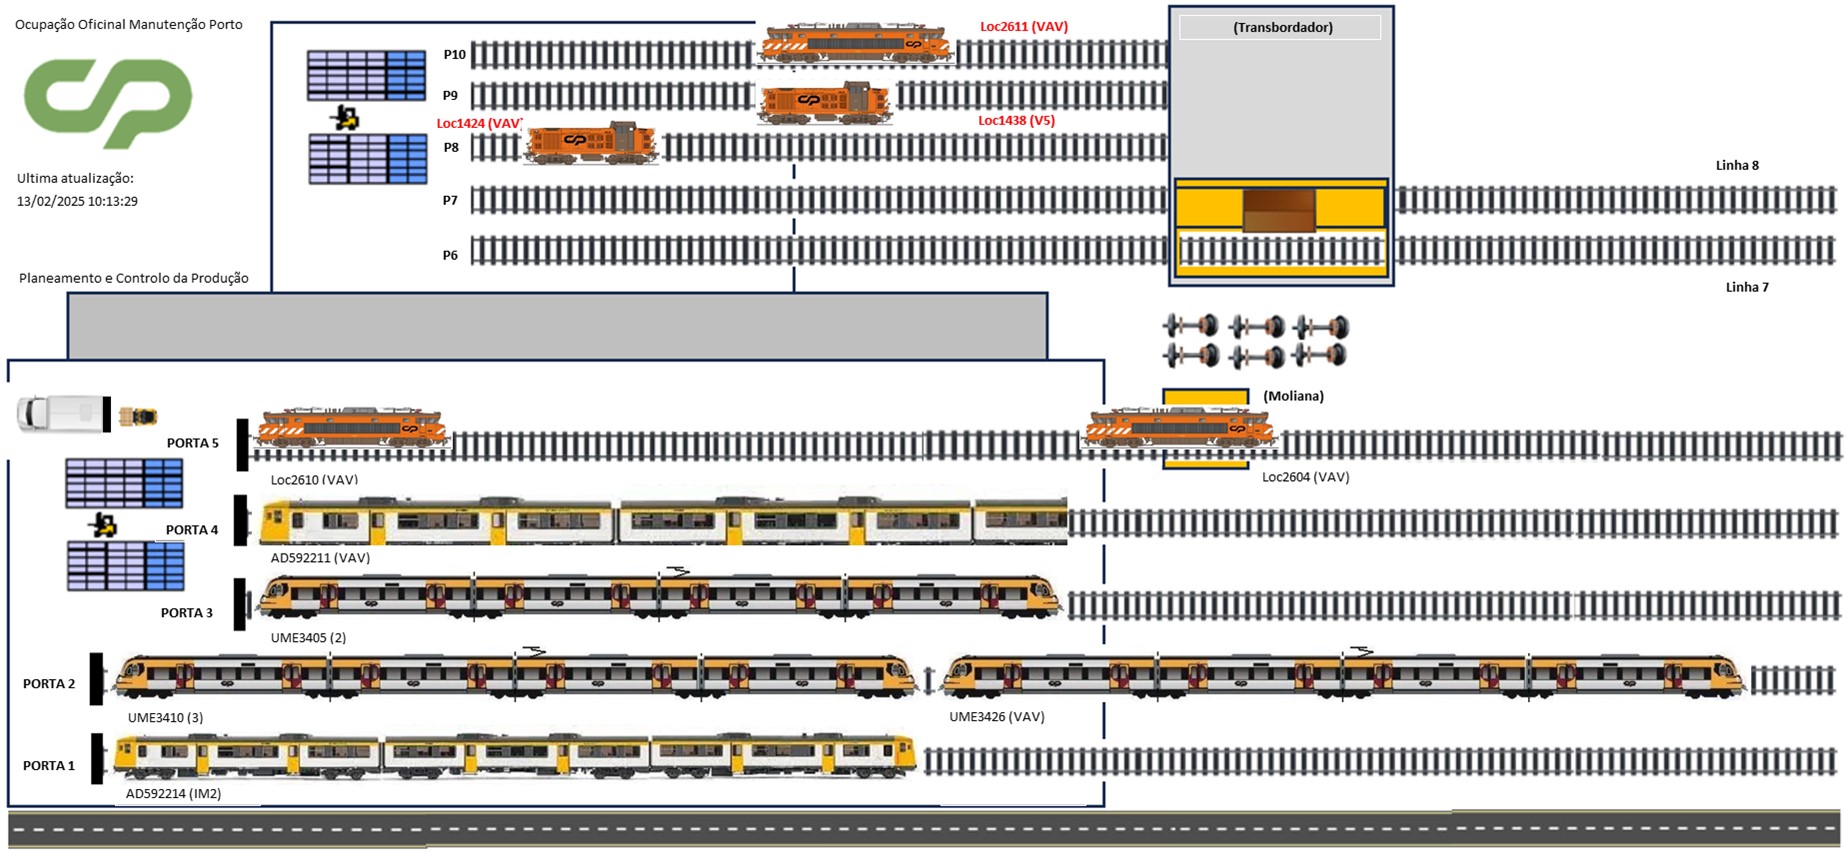 Ocupação Oficinal Manutenção Porto
Loc2611 (VAV)
(Transbordador)
P10
P9
Loc1424 (VAV)
Loc1438 (V5)
P8
Linha 8
Ultima atualização:
13/02/2025 10:13:29
P7
P6
Planeamento e Controlo da Produção
Linha 7
(Moliana)
PORTA 5
Loc2610 (VAV)
Loc2604 (VAV)
PORTA 4
AD592211 (VAV)
PORTA 3
UME3405 (2)
PORTA 2
UME3410 (3)
UME3426 (VAV)
PORTA 1
AD592214 (IM2)